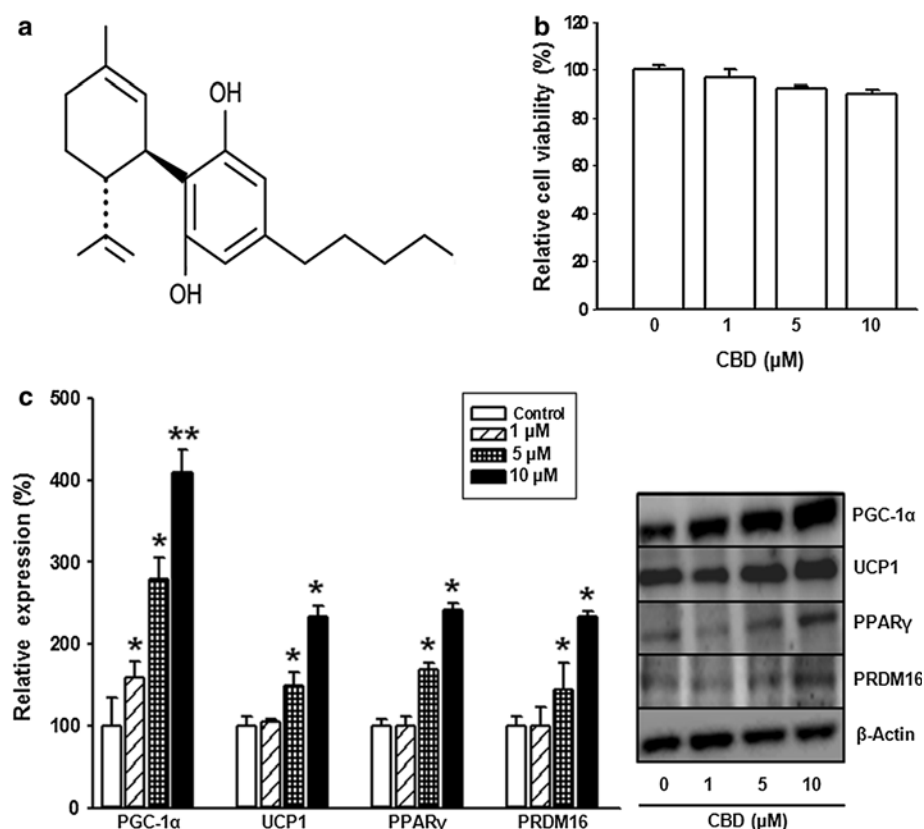 a
OH
OH
b
Relative cell viability (%)
120
100
80
60
40
20
0
0 1 5 10
CBD (µM)
c
Relative expression (%)
500
400
300
200
100
0
Control
1 µM
5 µM
10 µM
* * **
* *
* *
* *
PGC-1α UCP1 PPARγ PRDM16
PGC-1α
UCP1
PPARγ
PRDM16
β-Actin
0 1 5 10
CBD (µM)